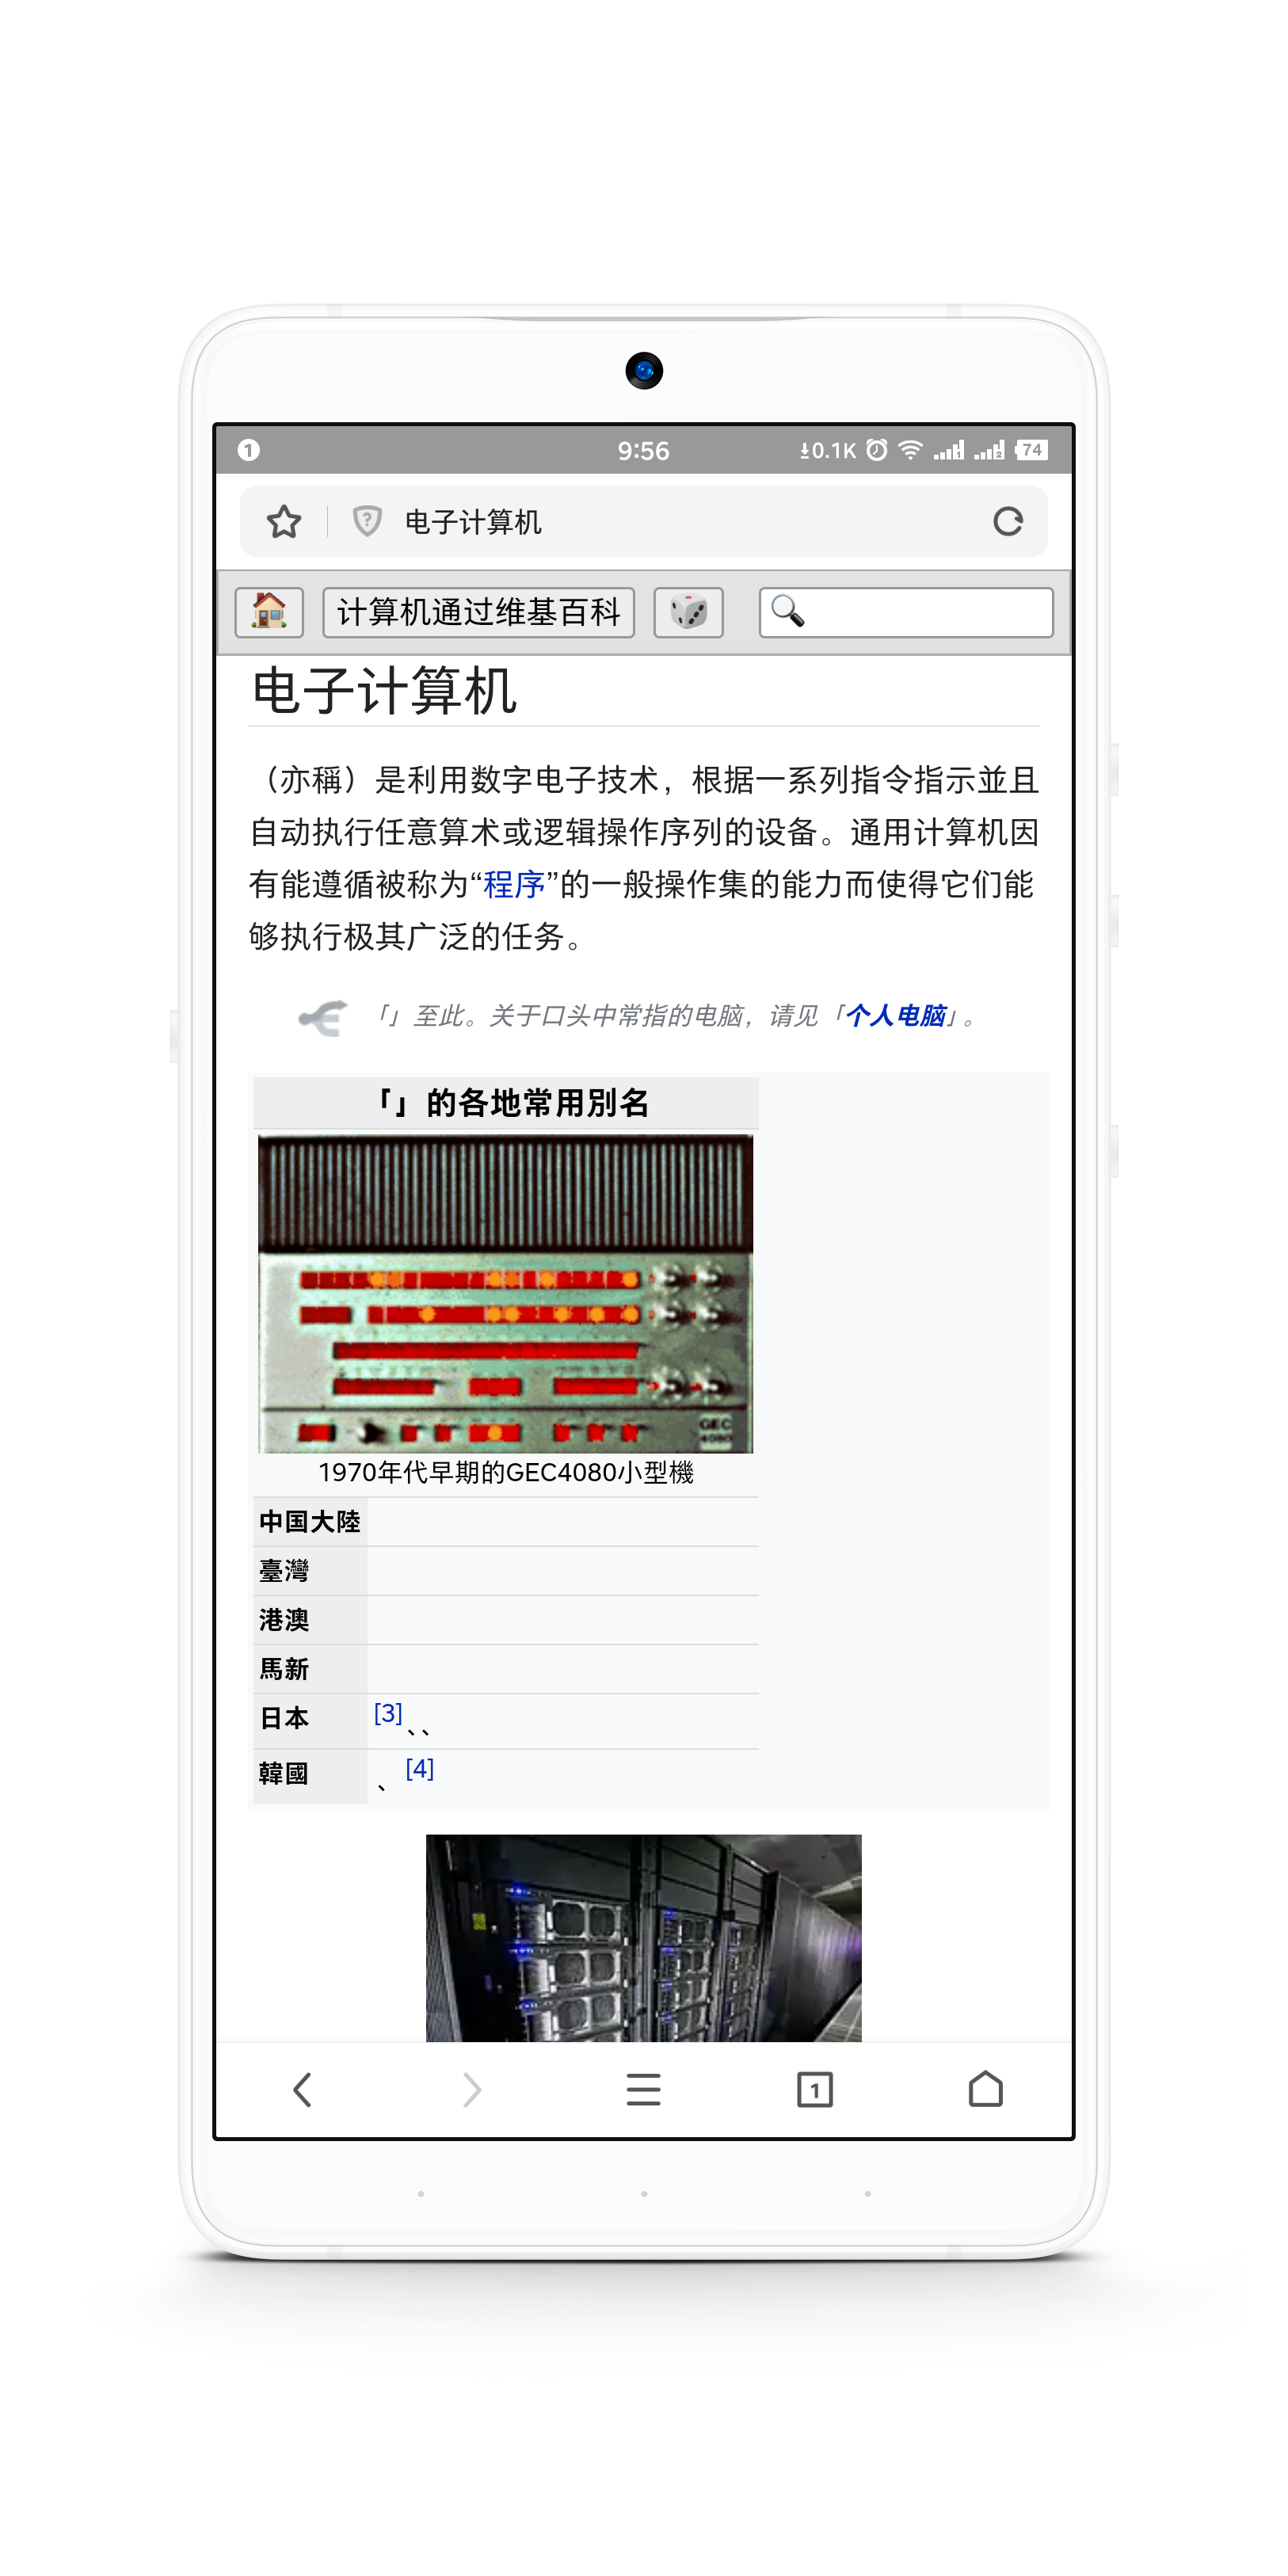 1
9:56
0.1K
1
2
74
电子计算机
计算机通过维基百科
电子计算机
（亦稱）是利用数字电子技术，根据一系列指令指示並且
自动执行任意算术或逻辑操作序列的设备。通用计算机因
有能遵循被称为“程序”的一般操作集的能力而使得它们能
够执行极其广泛的任务。
「」至此。关于口头中常指的电脑，请见「个人电脑」。
「」的各地常用別名
GEC
4080
1970年代早期的GEC4080小型機
中国大陸
臺灣
港澳
馬新
日本 [3]、、
韓國 、[4]
1